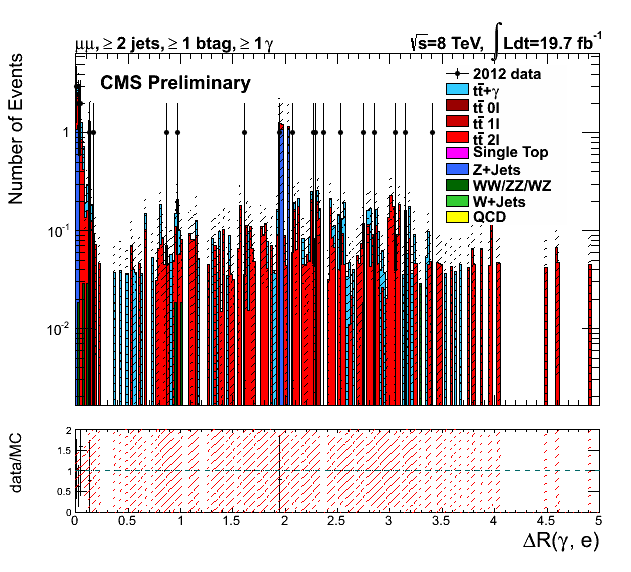 μμ, ≥ 2 jets, ≥ 1 btag, ≥ 1 γ
√s=8 TeV, ∫ Ldt=19.7 fb⁻¹
CMS Preliminary
2012 data
tt̄+γ
tt̄ 0l
tt̄ 1l
tt̄ 2l
Single Top
Z+Jets
WW/ZZ/WZ
W+Jets
QCD
Number of Events
1
10⁻¹
10⁻²
data/MC
2
1.5
1
0.5
0
0 0.5 1 1.5 2 2.5 3 3.5 4 4.5 5
ΔR(γ, e)